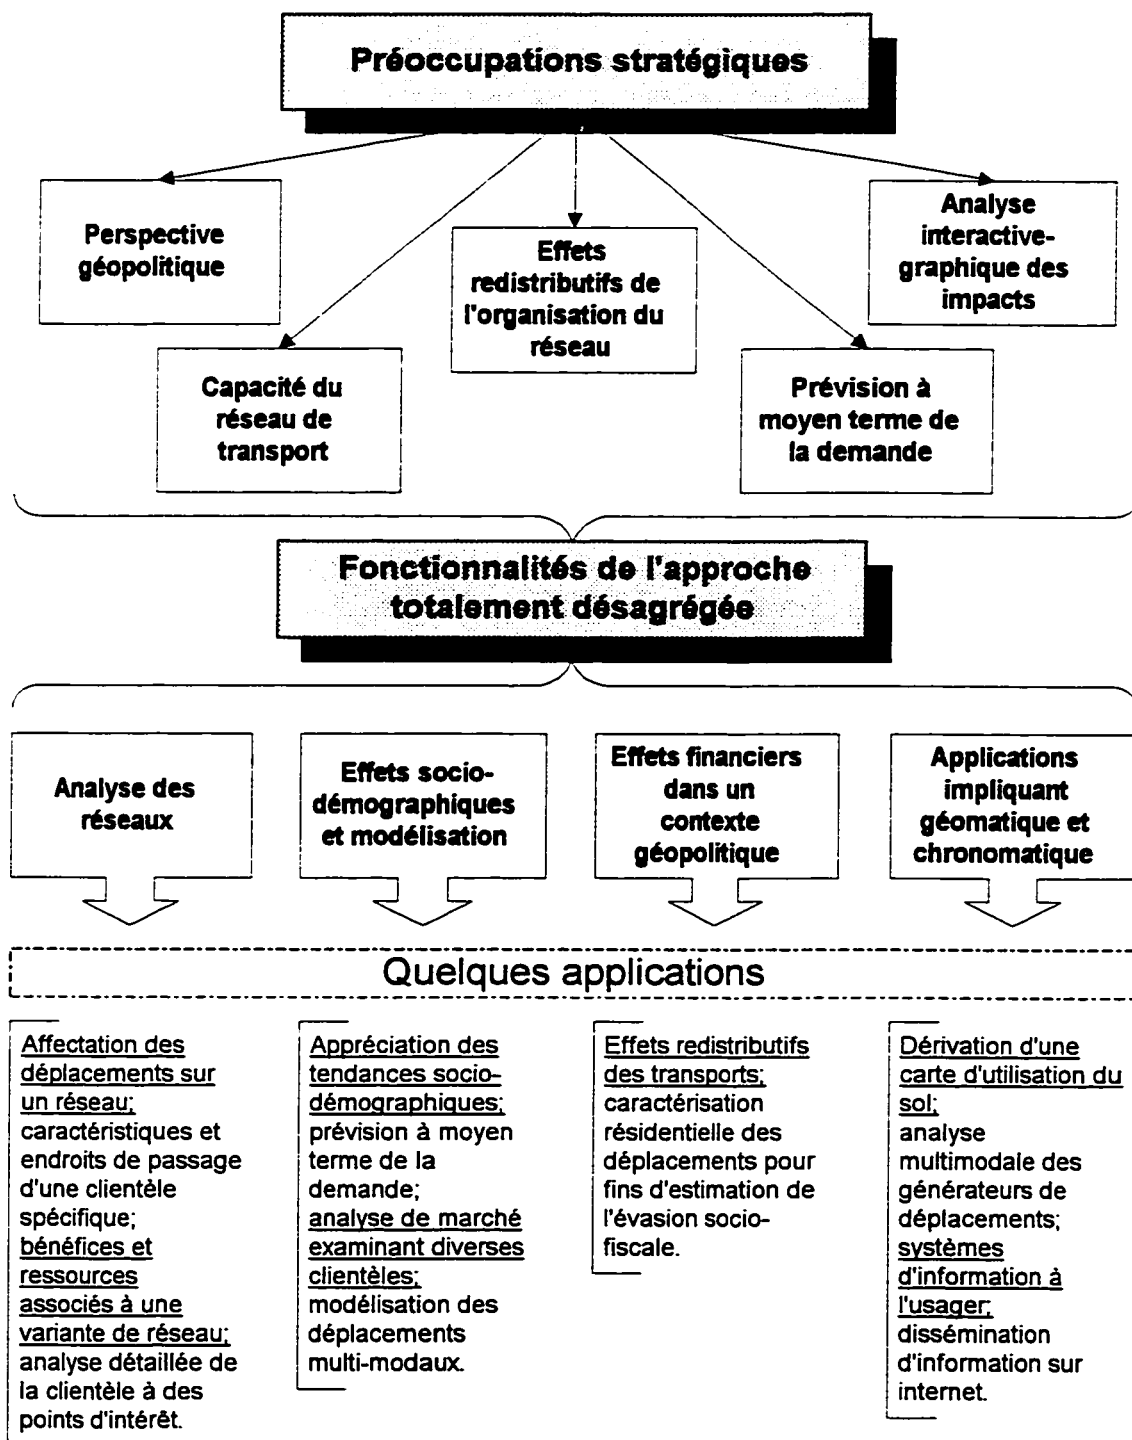 Préoccupations stratégiques
Perspective
géopolitique
Capacité du
réseau de
transport
Effets
redistributifs de
l'organisation du
réseau
Prévision à
moyen terme de
la demande
Analyse
interactive-
graphique des
impacts
Fonctionnalités de l'approche
totalement désagrégée
Analyse des
réseaux
Effets socio-
démographiques
et modélisation
Effets financiers
dans un
contexte
géopolitique
Applications
impliquant
géomatique et
chronomatique
Quelques applications
Affectation des
déplacements sur
un réseau;
caractéristiques et
endroits de passage
d'une clientèle
spécifique;
bénéfices et
ressources
associés à une
variante de réseau;
analyse détaillée de
la clientèle à des
points d'intérêt.
Appréciation des
tendances socio-
démographiques;
prévision à moyen
terme de la
demande;
analyse de marché
examinant diverses
clientèles;
modélisation des
déplacements
multi-modaux.
Effets redistributifs
des transports;
caractérisation
résidentielle des
déplacements pour
fins d'estimation de
l'évasion socio-
fiscale.
Dérivation d'une
carte d'utilisation du
sol;
analyse
multimodale des
générateurs de
déplacements;
systèmes
d'information à
l'usager;
dissémination
d'information sur
internet.